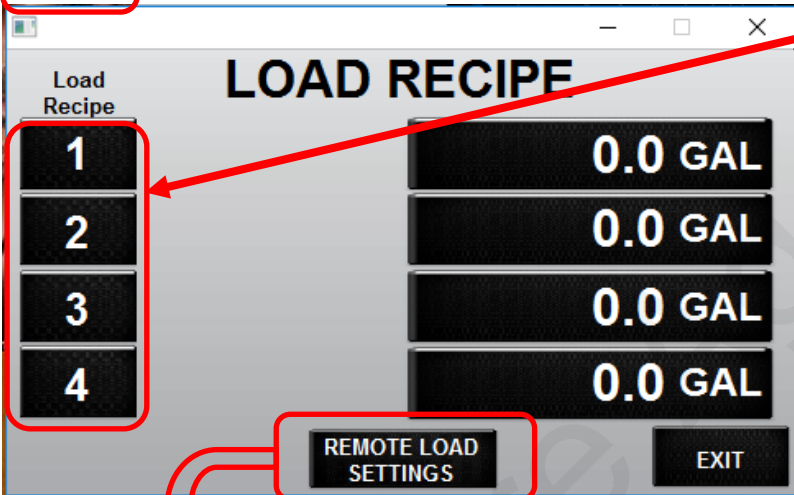 LOAD RECIPE
Load
Recipe
1
0.0 GAL
2
0.0 GAL
3
0.0 GAL
4
0.0 GAL
REMOTE LOAD
SETTINGS
EXIT